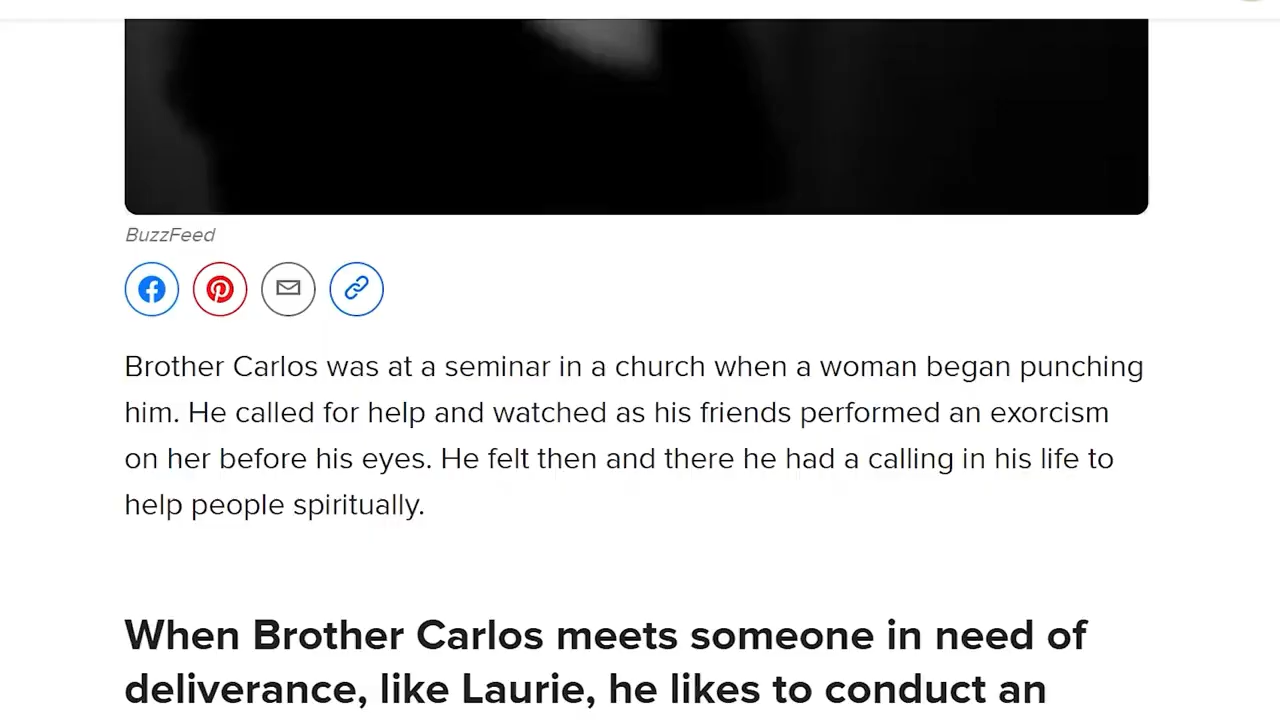 BuzzFeed
Brother Carlos was at a seminar in a church when a woman began punching
him. He called for help and watched as his friends performed an exorcism
on her before his eyes. He felt then and there he had a calling in his life to
help people spiritually.
When Brother Carlos meets someone in need of
deliverance, like Laurie, he likes to conduct an